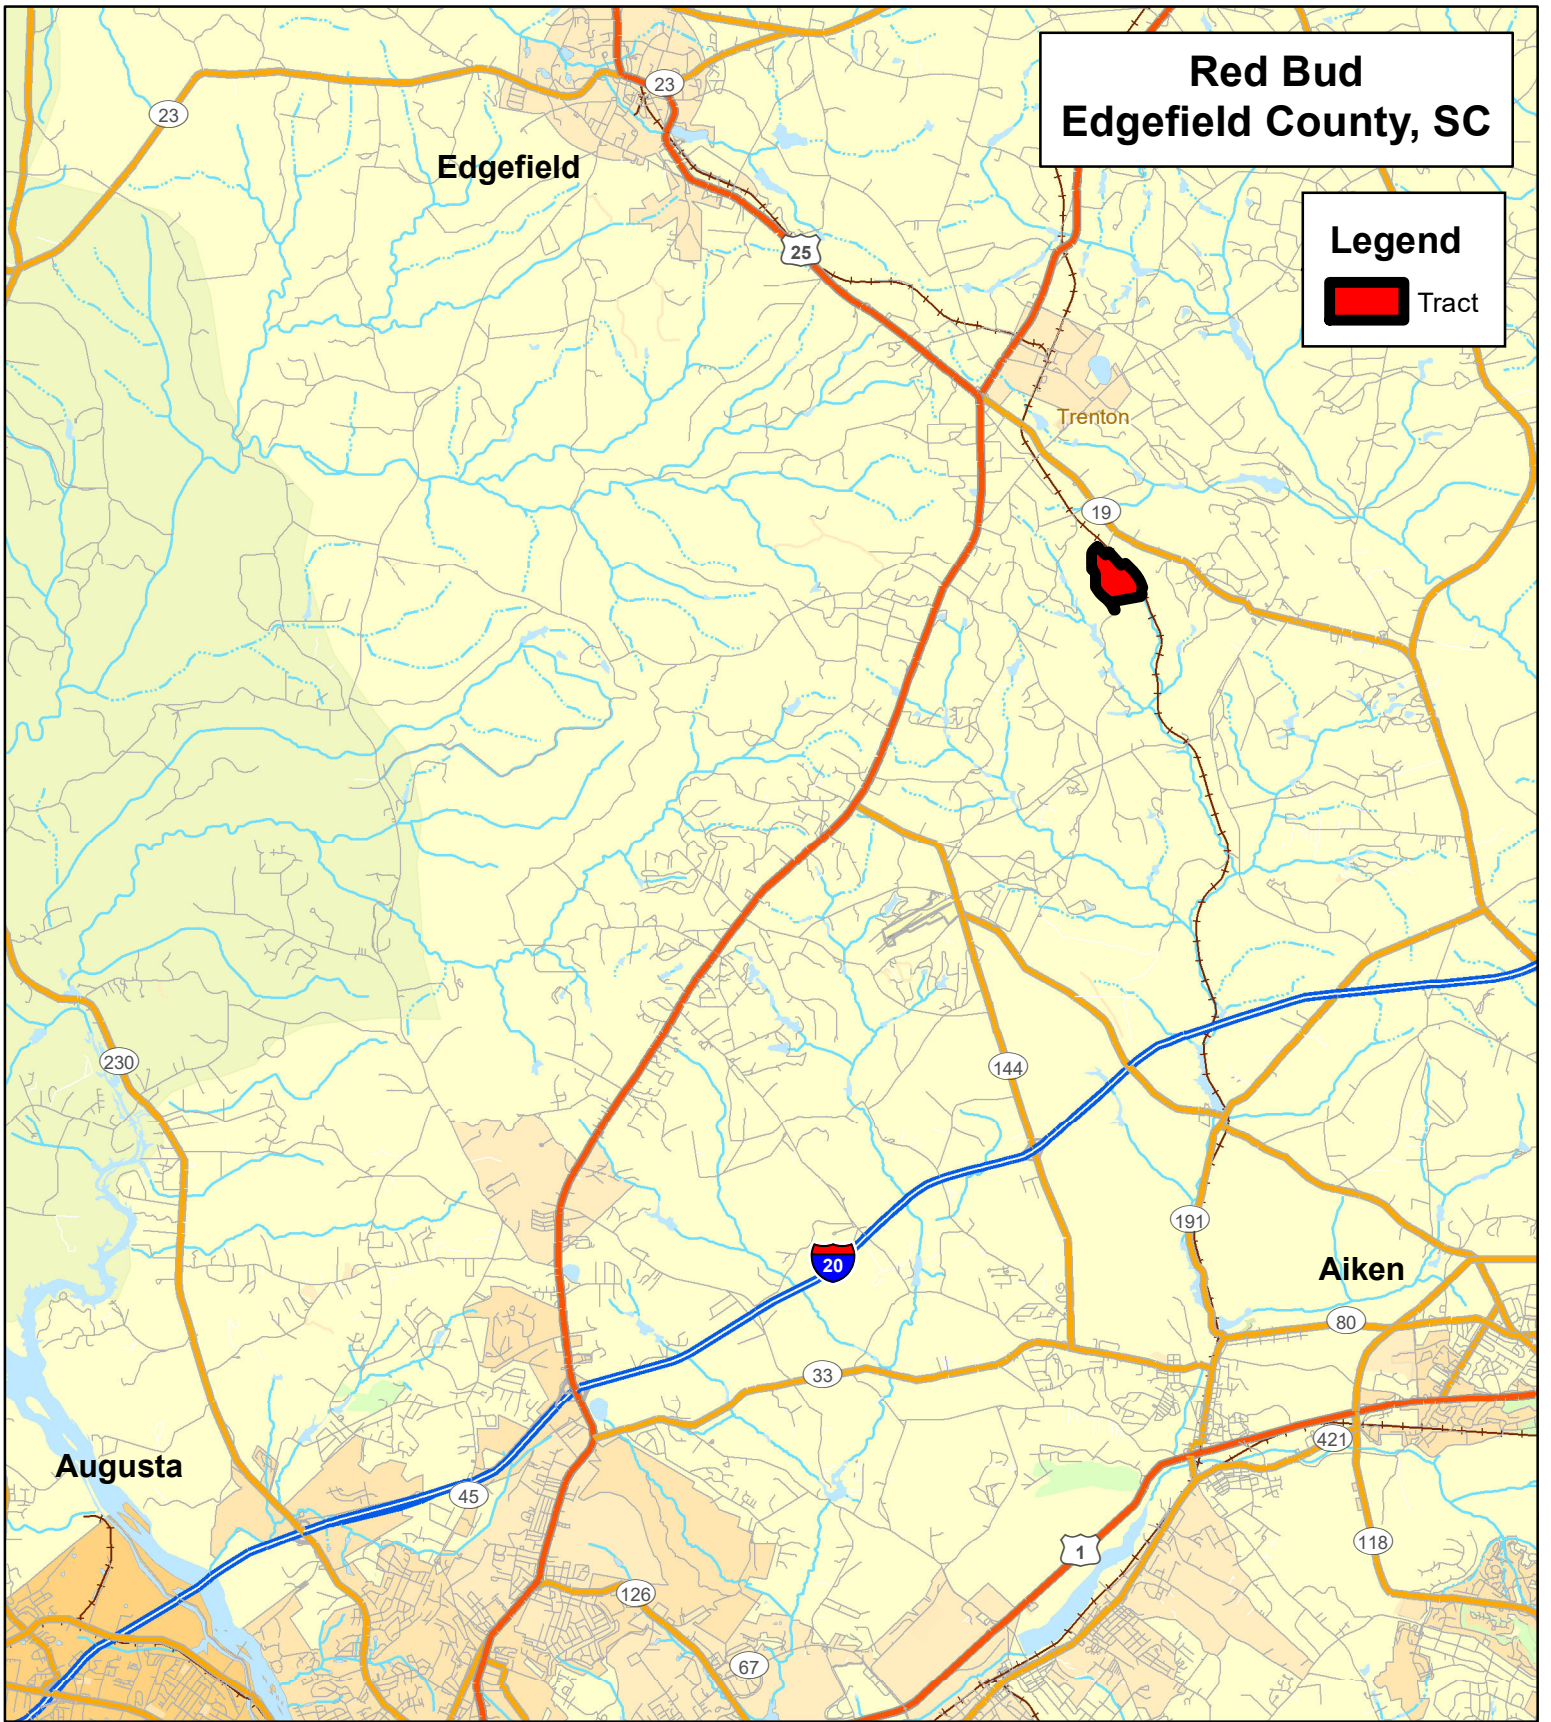 Red Bud
Edgefield County, SC
23
23
Edgefield
25
Legend
Tract
Trenton
19
230
144
191
20
Aiken
80
33
421
Augusta
45
1
118
126
67